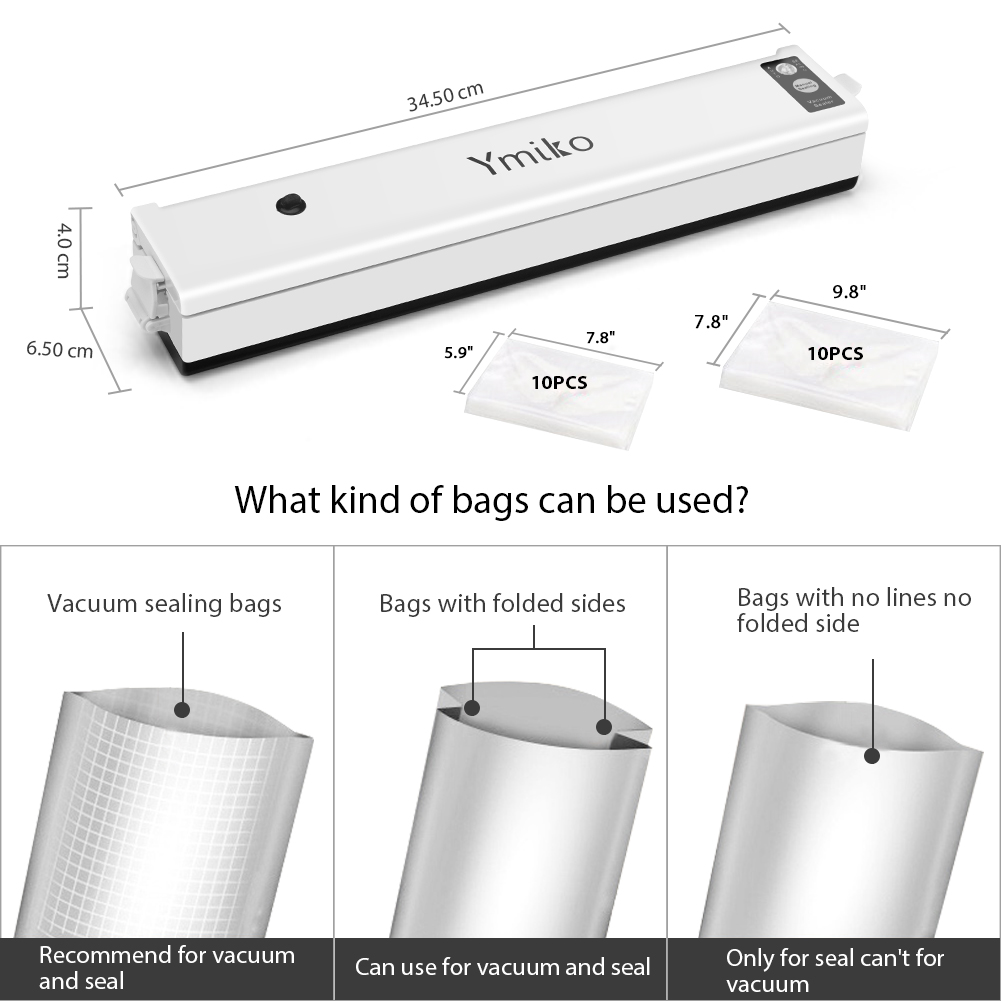 34.50 cm
Ymiko
Vacuum
Sealer
4.0 cm
6.50 cm
5.9"
7.8"
10PCS
7.8"
9.8"
10PCS
What kind of bags can be used?
Vacuum sealing bags
Bags with folded sides
Bags with no lines no
folded side
Recommend for vacuum
and seal
Can use for vacuum and seal
Only for seal can't for
vacuum